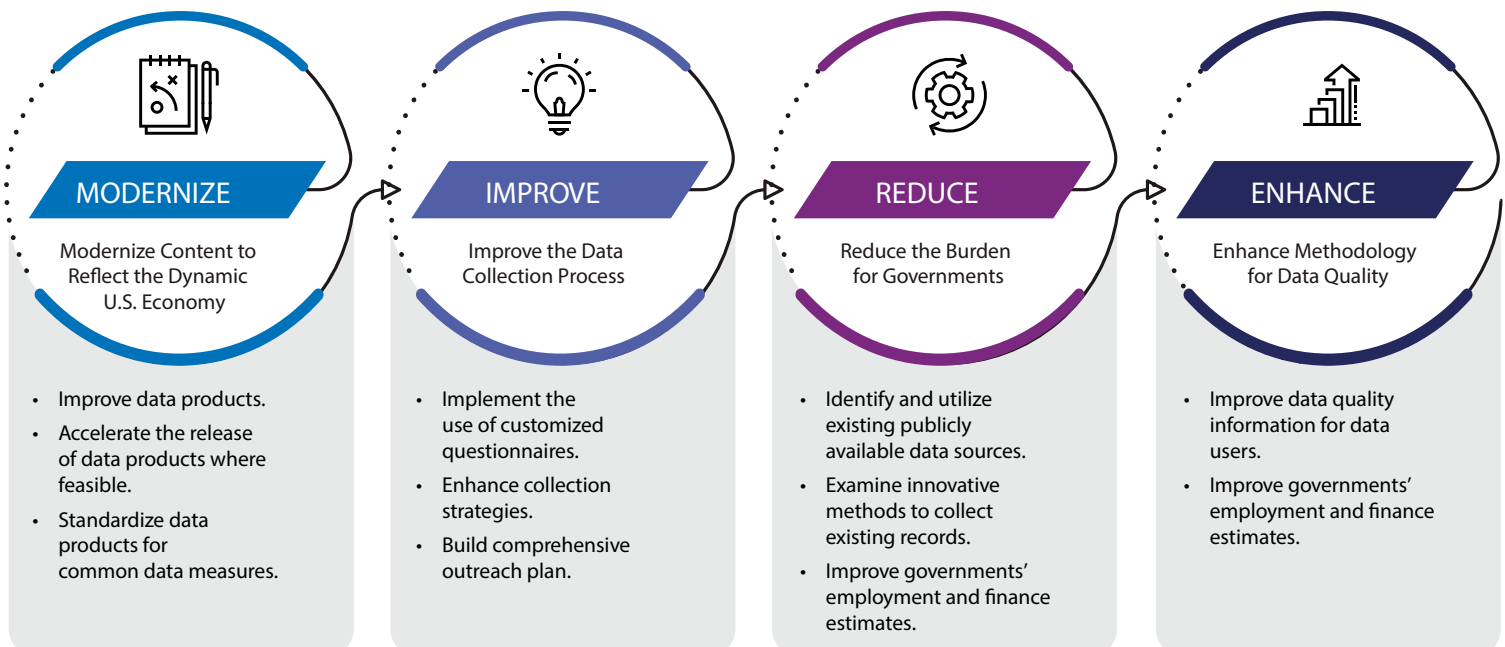 MODERNIZE
Modernize Content to
Reflect the Dynamic
U.S. Economy
• Improve data products.
• Accelerate the release
of data products where
feasible.
• Standardize data
products for
common data measures.
IMPROVE
Improve the Data
Collection Process
• Implement the
use of customized
questionnaires.
• Enhance collection
strategies.
• Build comprehensive
outreach plan.
REDUCE
Reduce the Burden
for Governments
• Identify and utilize
existing publicly
available data sources.
• Examine innovative
methods to collect
existing records.
• Improve governments’
employment and finance
estimates.
ENHANCE
Enhance Methodology
for Data Quality
• Improve data quality
information for data
users.
• Improve governments’
employment and finance
estimates.